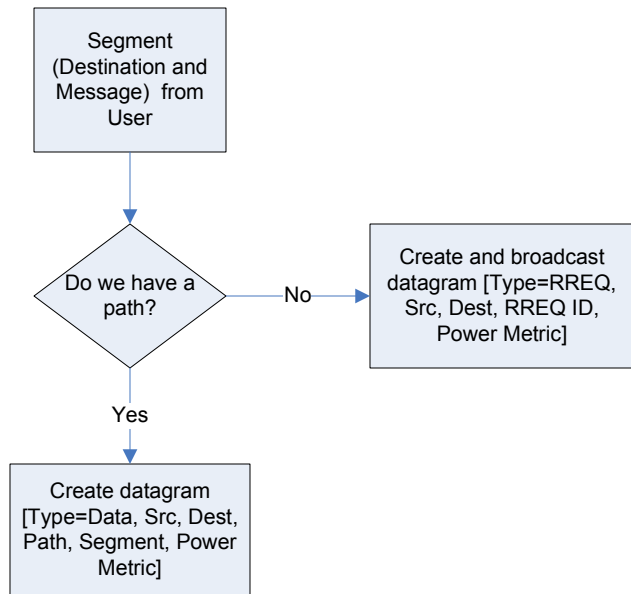 Segment
(Destination and
Message)  from
User
Do we have a
path?
No
Create and broadcast
datagram [Type=RREQ,
Src, Dest, RREQ ID,
Power Metric]
Yes
Create datagram
[Type=Data, Src, Dest,
Path, Segment, Power
Metric]